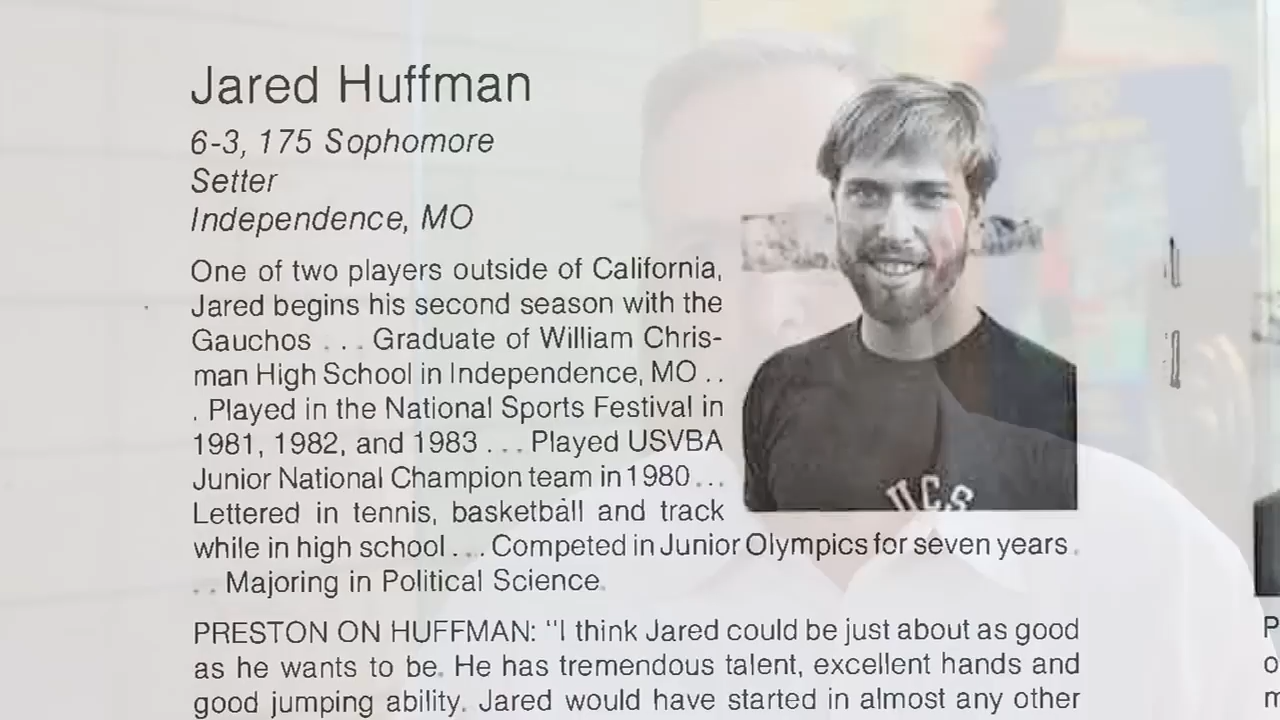 Jared Huffman
6-3, 175 Sophomore
Setter
Independence, MO
One of two players outside of California,
Jared begins his second season with the
Gauchos . . . Graduate of William Chris-
man High School in Independence, MO . .
. Played in the National Sports Festival in
1981, 1982, and 1983 . . . Played USVBA
Junior National Champion team in 1980 . . .
Lettered in tennis, basketball and track
while in high school . . . Competed in Junior Olympics for seven years .
. . Majoring in Political Science.
UCS
PRESTON ON HUFFMAN: "I think Jared could be just about as good
as he wants to be. He has tremendous talent, excellent hands and
good jumping ability. Jared would have started in almost any other